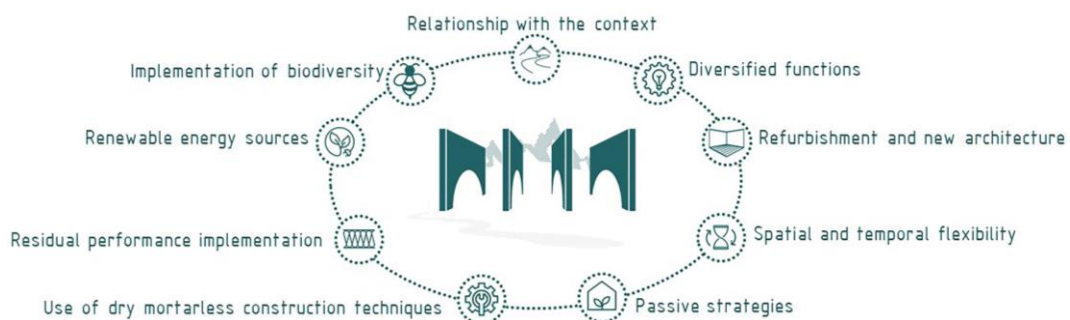 Relationship with the context
Implementation of biodiversity
Diversified functions
Renewable energy sources
Refurbishment and new architecture
Residual performance implementation
Spatial and temporal flexibility
Use of dry mortarless construction techniques
Passive strategies